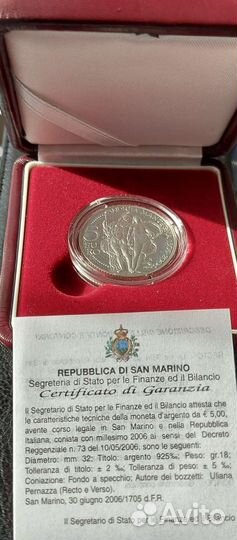 REPUBBLICA DI SAN MARINO
Segreteria di Stato per le Finanze ed il Bilancio
Certificato di Garanzia
Il Segretario di Stato per le Finanze ed il Bilancio attesta che
le caratteristiche tecniche della moneta d'argento da € 5,00,
avente corso legale in San Marino e nella Repubblica
italiana, coniata con millesimo 2006 ai sensi del Decreto
Reggenziale n. 73 del 10/05/2006, sono le seguenti:
Diametro: mm 32; Titolo: argento 925‰; Peso: gr.18;
Tolleranza di titolo: ± 2 ‰, Tolleranza di peso: ± 5 ‰;
Coniazione: Fondo a specchio; Autore dei bozzetti: Uliana
Pernazza (Recto e Verso).
San Marino, 30 giugno 2006/1705 d.F.R.
Il Segretario di Stato per le Finanze ed il Bilancio
Avito